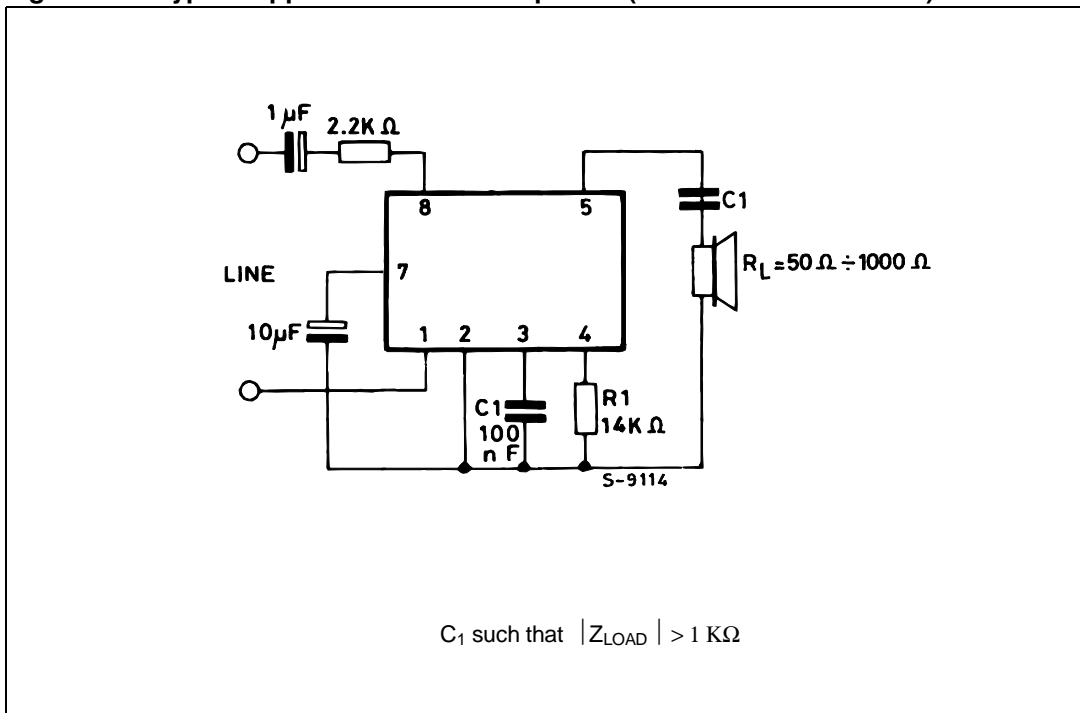 1 µF
2.2K Ω
8
5
C1
LINE
7
R_L = 50 Ω ÷ 1000 Ω
10µF
1 2 3 4
C1
100
n F
R1
14K Ω
S-9114
C₁ such that |Z_LOAD| > 1 KΩ